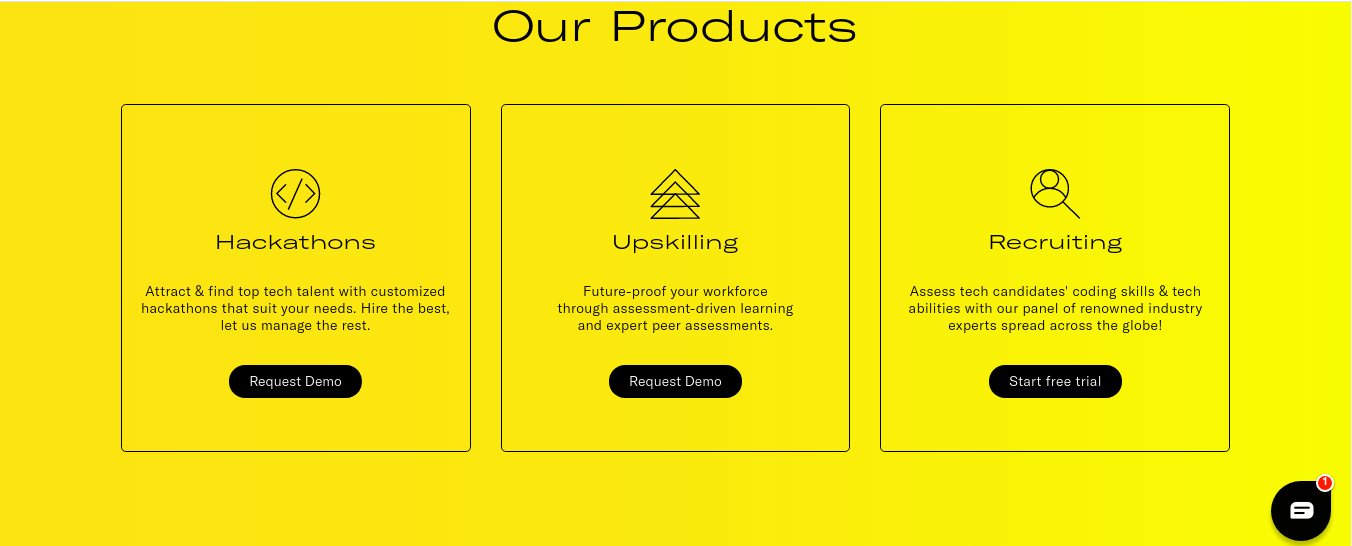 Our Products
Hackathons
Attract & find top tech talent with customized
hackathons that suit your needs. Hire the best,
let us manage the rest.
Request Demo
Upskilling
Future-proof your workforce
through assessment-driven learning
and expert peer assessments.
Request Demo
Recruiting
Assess tech candidates' coding skills & tech
abilities with our panel of renowned industry
experts spread across the globe!
Start free trial
1